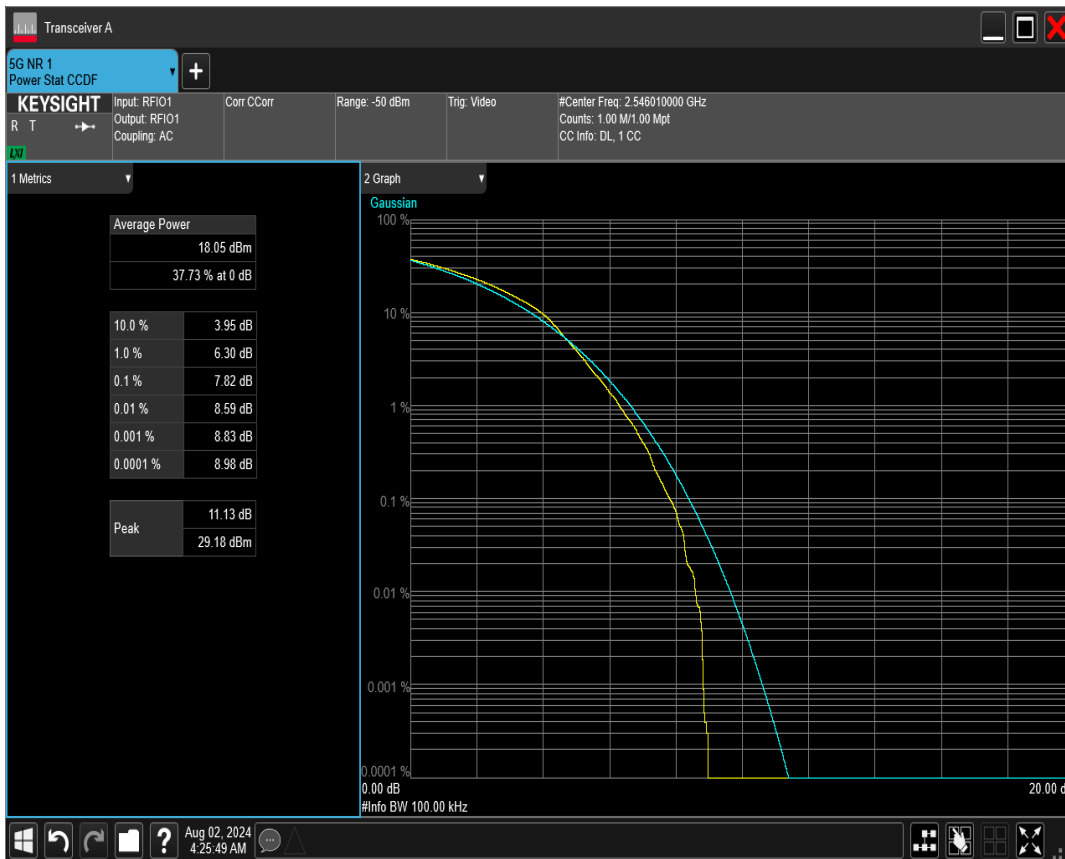 Transceiver A
5G NR 1
Power Stat CCDF
+
KEYSIGHT
R T
LXI
Input: RFIO1
Output: RFIO1
Coupling: AC
Corr CCorr
Range: -50 dBm
Trig: Video
#Center Freq: 2.546010000 GHz
Counts: 1.00 M/1.00 Mpt
CC Info: DL, 1 CC
1 Metrics
Average Power
18.05 dBm
37.73 % at 0 dB
10.0 % 3.95 dB
1.0 % 6.30 dB
0.1 % 7.82 dB
0.01 % 8.59 dB
0.001 % 8.83 dB
0.0001 % 8.98 dB
Peak
11.13 dB
29.18 dBm
2 Graph
Gaussian
100 %
10 %
1 %
0.1 %
0.01 %
0.001 %
0.0001 %
0.00 dB 20.00 d
#Info BW 100.00 kHz
?
Aug 02, 2024
4:25:49 AM